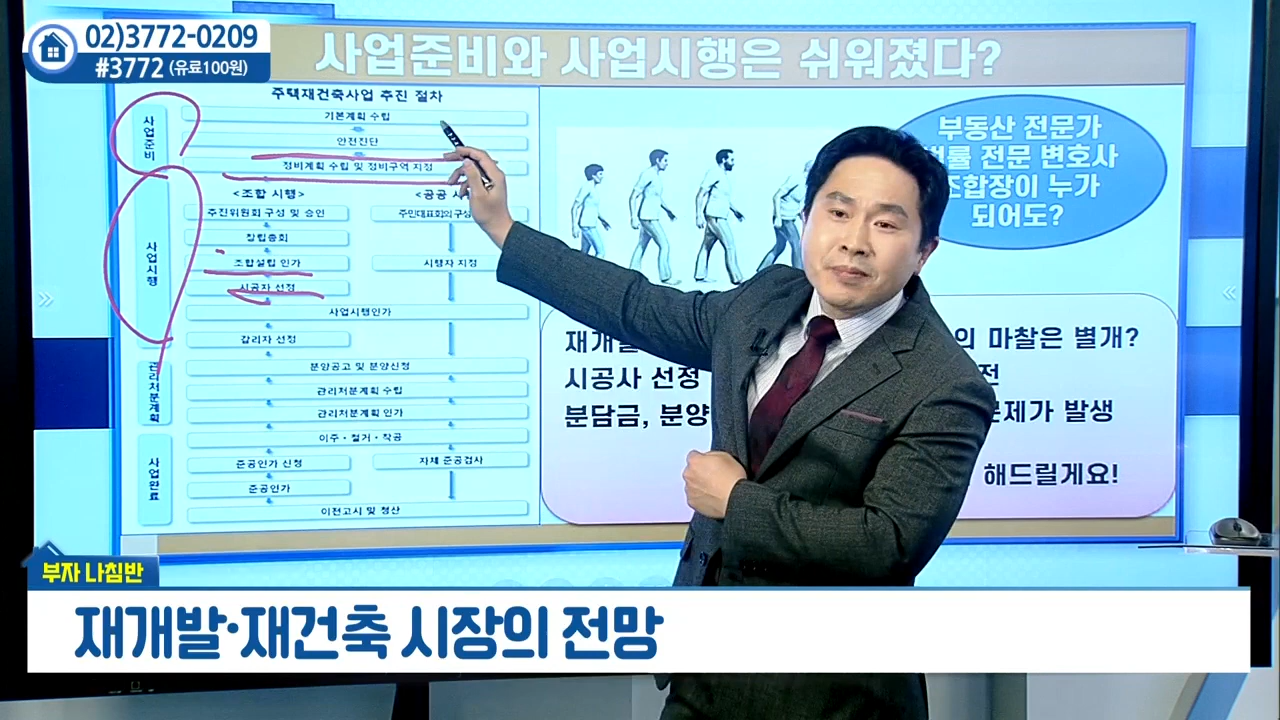 02)3772-0209
#3772 (유료100원)
사업준비와 사업시행은 쉬워졌다?
주택재건축사업 추진 절차
사업준비
기본계획 수립
안전진단
정비계획 수립 및 정비구역 지정
사업시행
<조합 시행>
<공공 시
추진위원회 구성 및 승인
주민대표회의 구성
창립총회
조합설립 인가
시행자 지정
시공자 선정
사업시행인가
감리자 선정
관리처분계획
분양공고 및 분양신청
관리처분계획 수립
관리처분계획 인가
사업완료
이주·철거·착공
준공인가 신청
자체 준공검사
준공인가
이전고시 및 청산
부동산 전문가
법률 전문 변호사
조합장이 누가
되어도?
재개발
의 마찰은 별개?
시공사 선정
전
분담금, 분양
문제가 발생
해드릴게요!
부자 나침반
재개발·재건축 시장의 전망